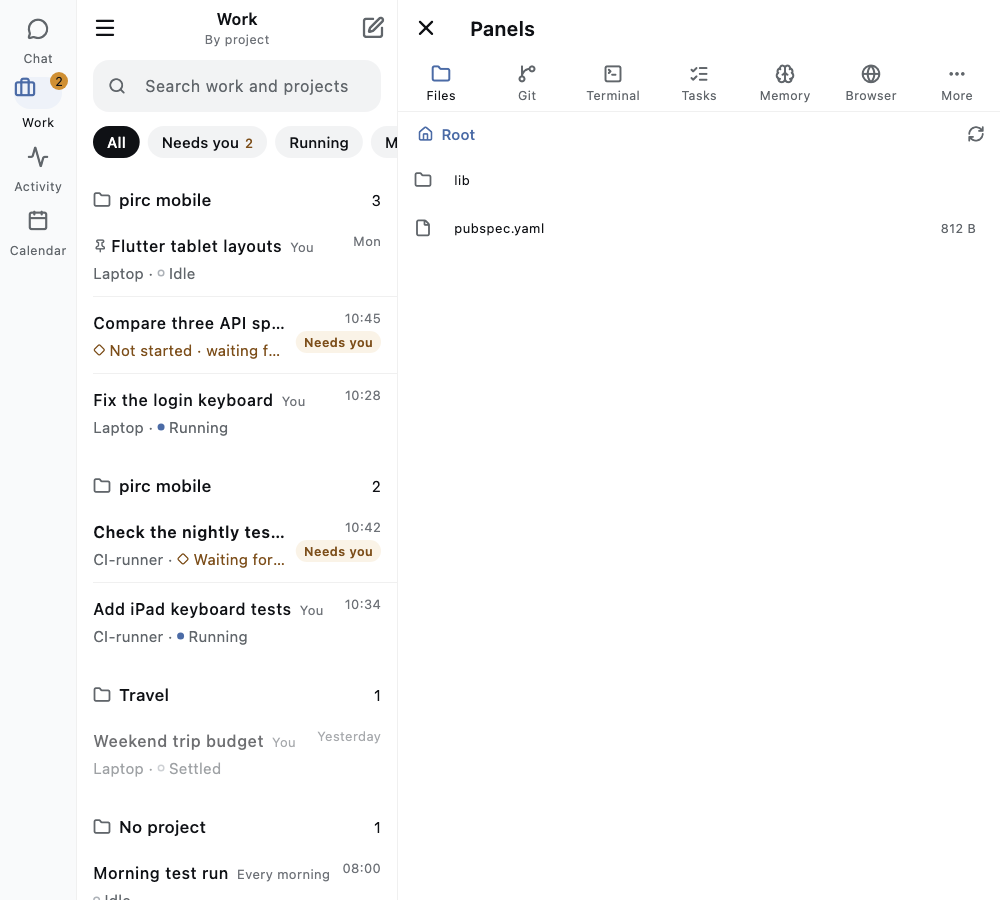 Chat
2
Work
Activity
Calendar
Work
By project
Search work and projects
All
Needs you 2
Running
M
pirc mobile 3
Flutter tablet layouts You Mon
Laptop · Idle
Compare three API sp... 10:45
Not started · waiting f... Needs you
Fix the login keyboard You 10:28
Laptop · Running
pirc mobile 2
Check the nightly tes... 10:42
CI-runner · Waiting for... Needs you
Add iPad keyboard tests You 10:34
CI-runner · Running
Travel 1
Weekend trip budget You Yesterday
Laptop · Settled
No project 1
Morning test run Every morning 08:00
Idle
Panels
Files
Git
Terminal
Tasks
Memory
Browser
More
Root
lib
pubspec.yaml 812 B